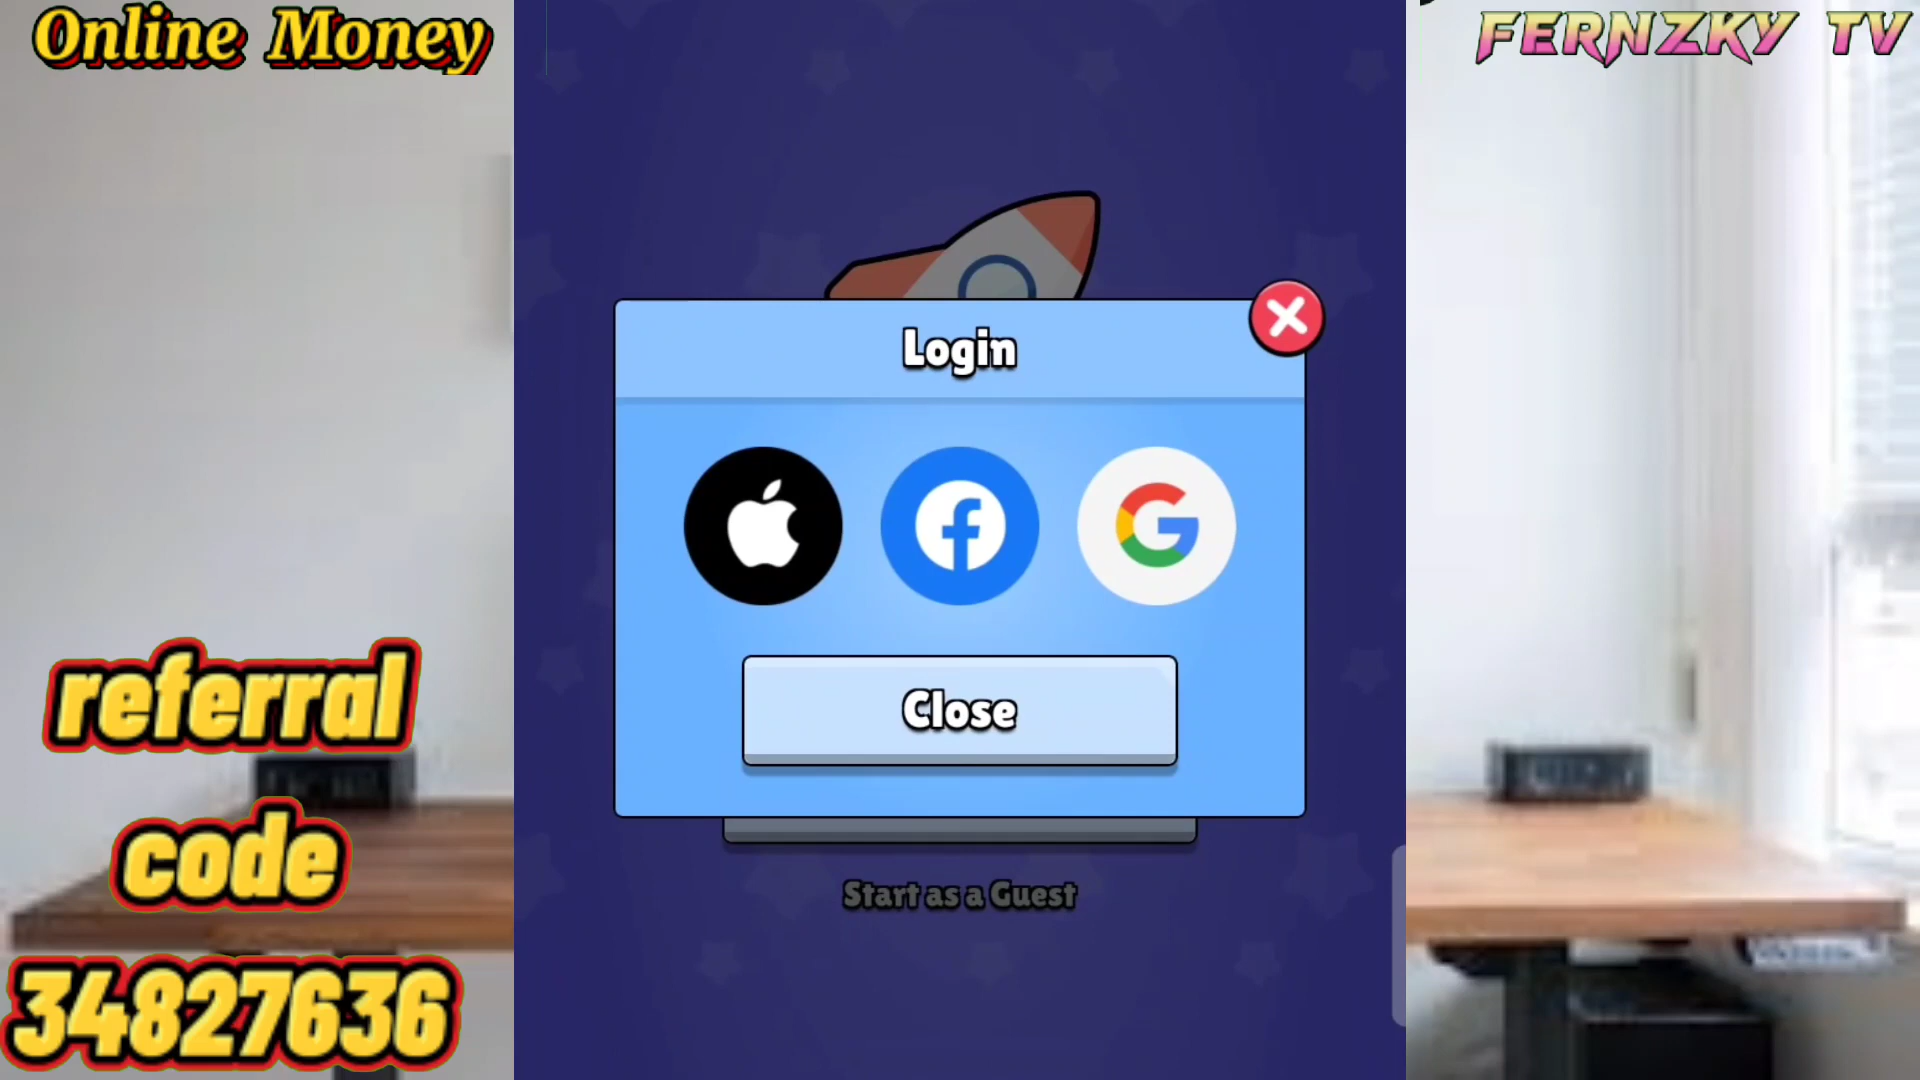 Online Money
FERNZKY TV
Login
Close
Start as a Guest
referral
code
34827636